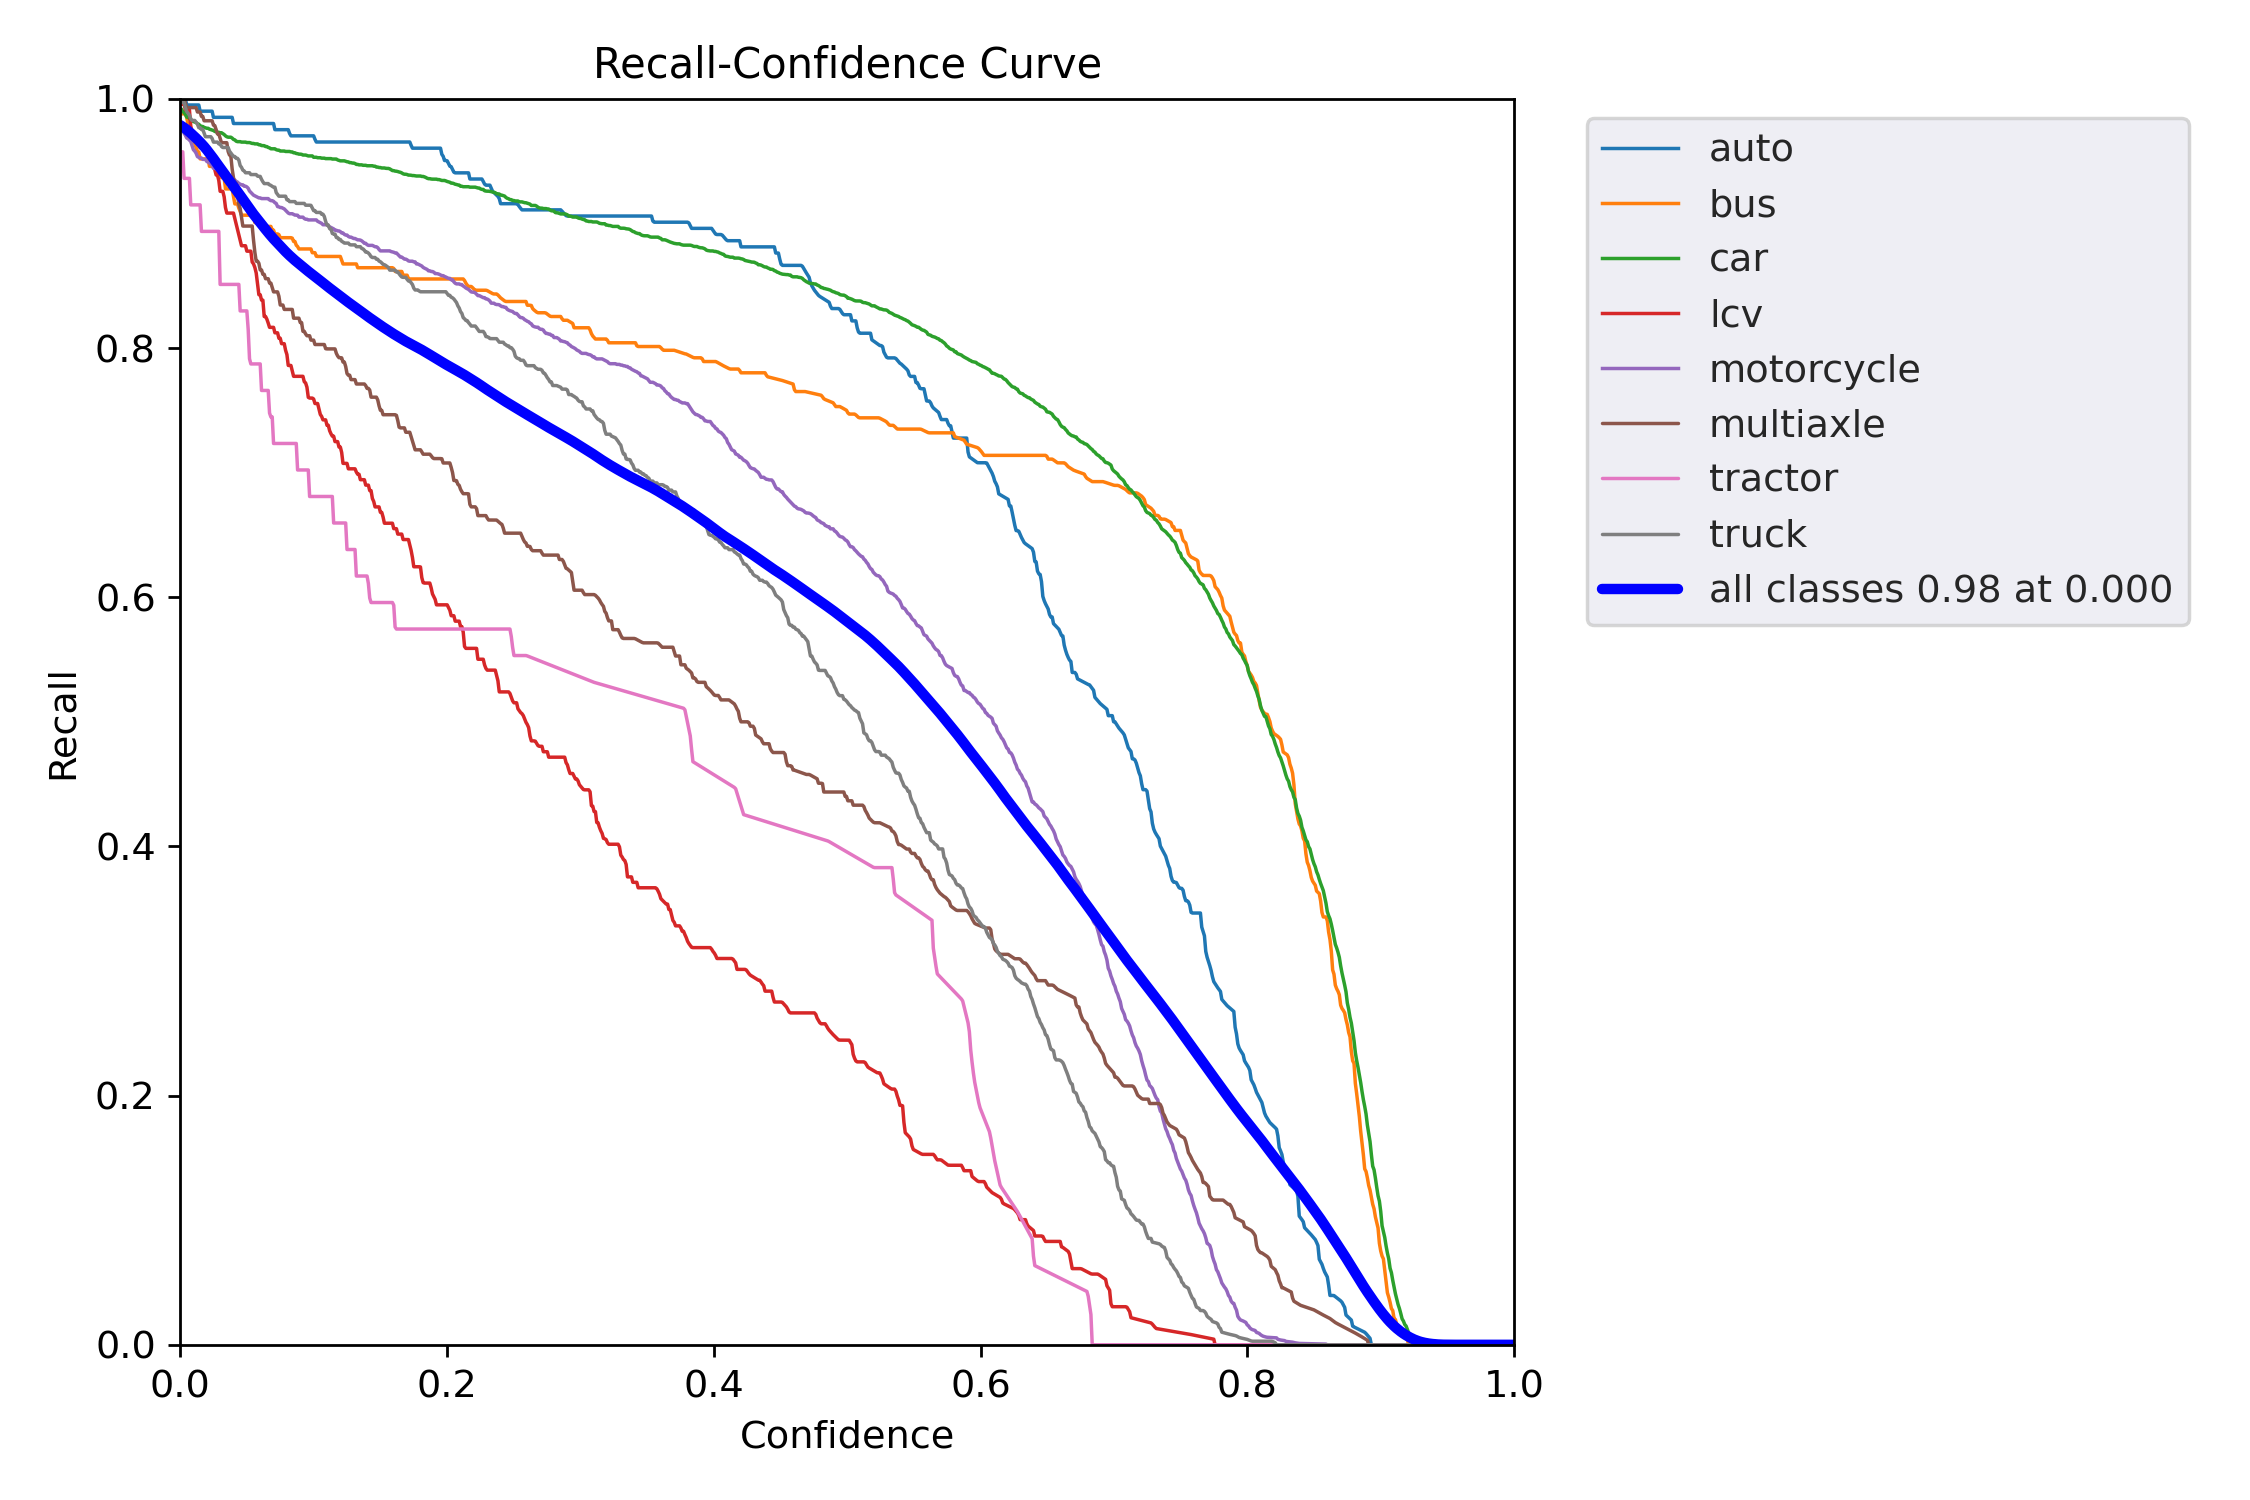 Recall-Confidence Curve
1.0
0.8
0.6
0.4
0.2
0.0
Recall
0.0 0.2 0.4 0.6 0.8 1.0
Confidence
auto
bus
car
lcv
motorcycle
multiaxle
tractor
truck
all classes 0.98 at 0.000